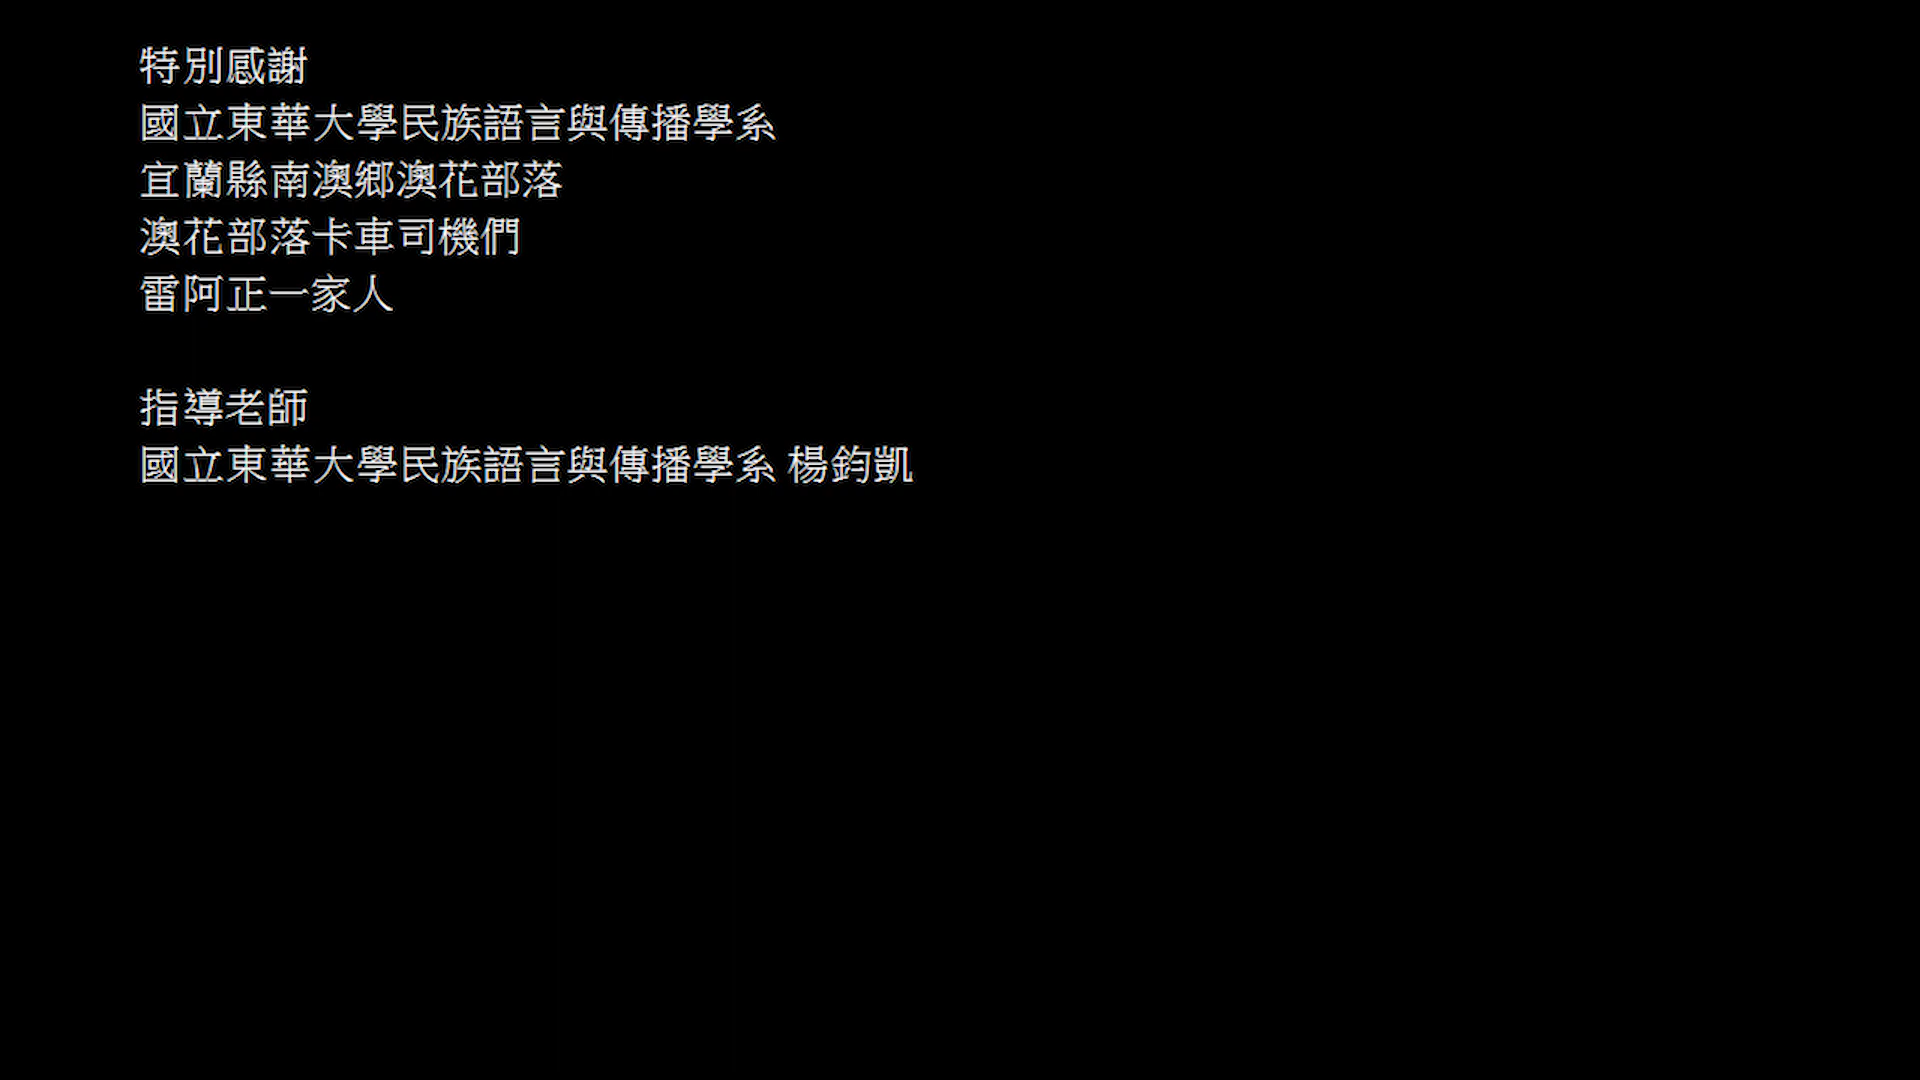 特別感謝
國立東華大學民族語言與傳播學系
宜蘭縣南澳鄉澳花部落
澳花部落卡車司機們
雷阿正一家人
指導老師
國立東華大學民族語言與傳播學系 楊鈞凱